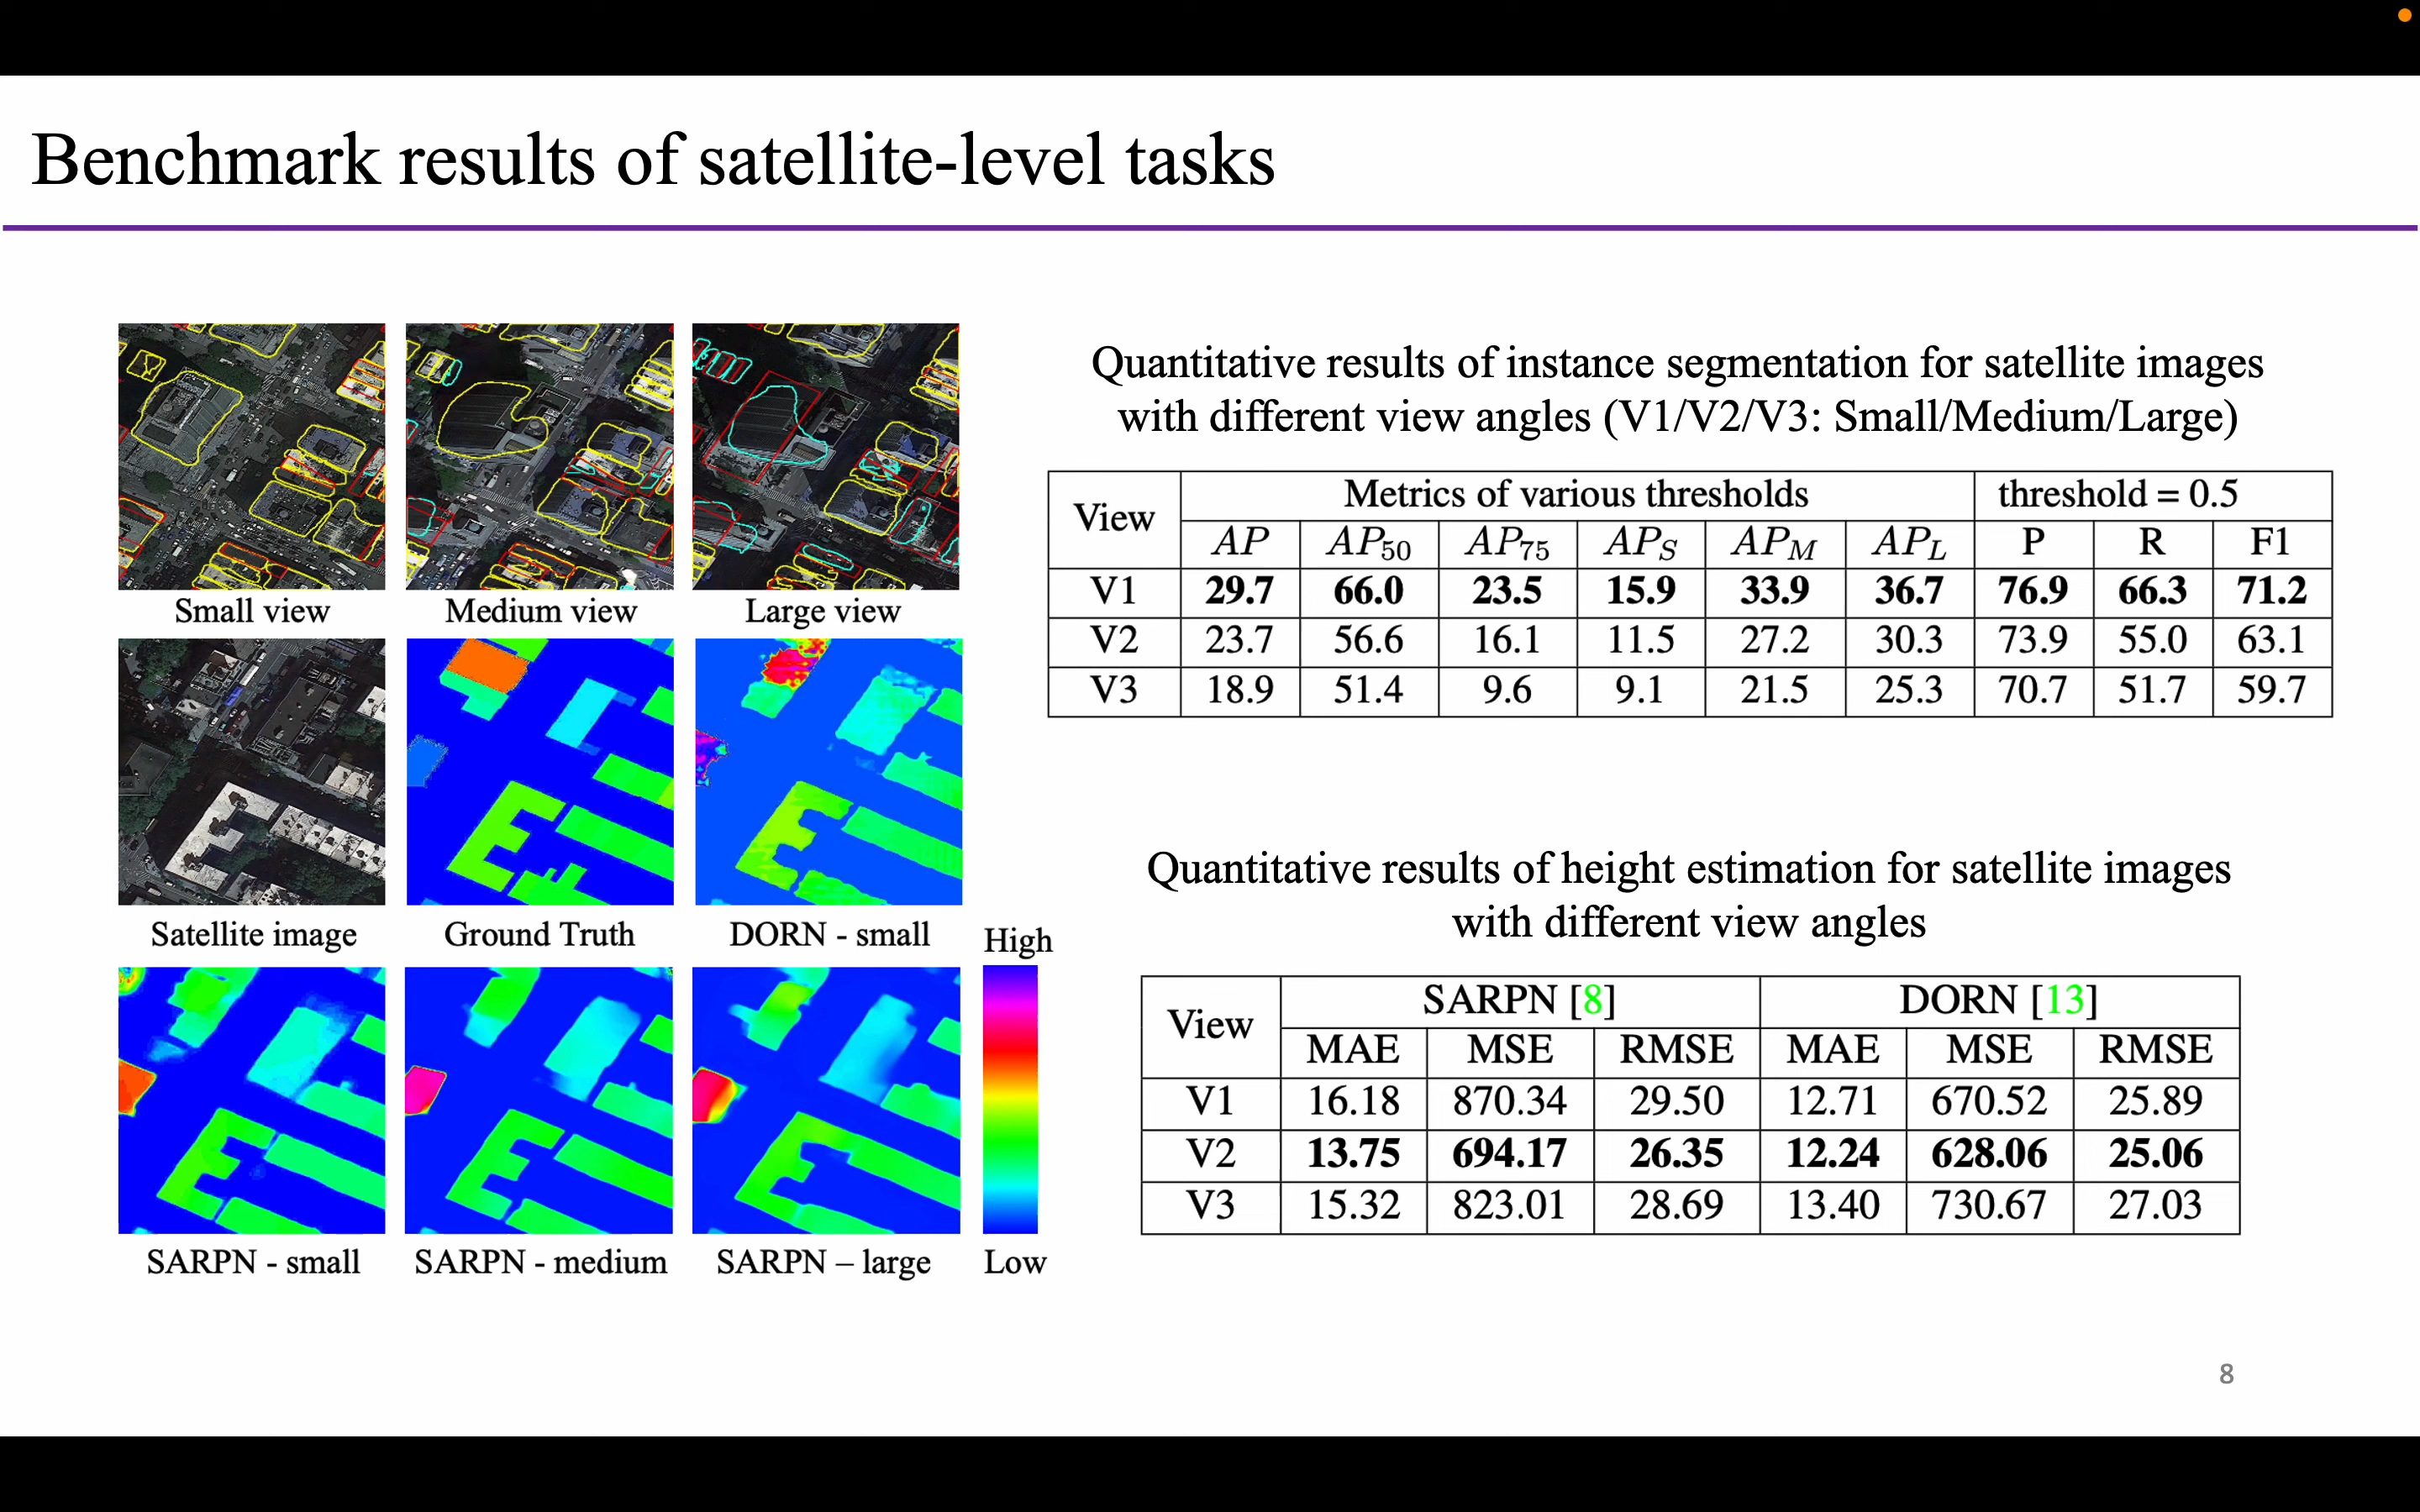 Benchmark results of satellite-level tasks
Small view
Medium view
Large view
Satellite image
Ground Truth
DORN - small
High
SARPN - small
SARPN - medium
SARPN – large
Low
Quantitative results of instance segmentation for satellite images
with different view angles (V1/V2/V3: Small/Medium/Large)
View Metrics of various thresholds threshold = 0.5
AP AP50 AP75 APS APM APL P R F1
V1 29.7 66.0 23.5 15.9 33.9 36.7 76.9 66.3 71.2
V2 23.7 56.6 16.1 11.5 27.2 30.3 73.9 55.0 63.1
V3 18.9 51.4 9.6 9.1 21.5 25.3 70.7 51.7 59.7
Quantitative results of height estimation for satellite images
with different view angles
View SARPN [8] DORN [13]
MAE MSE RMSE MAE MSE RMSE
V1 16.18 870.34 29.50 12.71 670.52 25.89
V2 13.75 694.17 26.35 12.24 628.06 25.06
V3 15.32 823.01 28.69 13.40 730.67 27.03
8